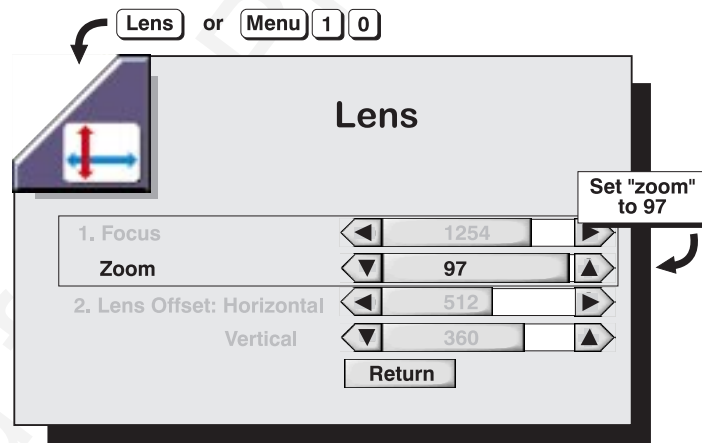 Lens or Menu 1 0
Lens
Set "zoom"
to 97
1. Focus 1254
Zoom 97
2. Lens Offset: Horizontal 512
Vertical 360
Return